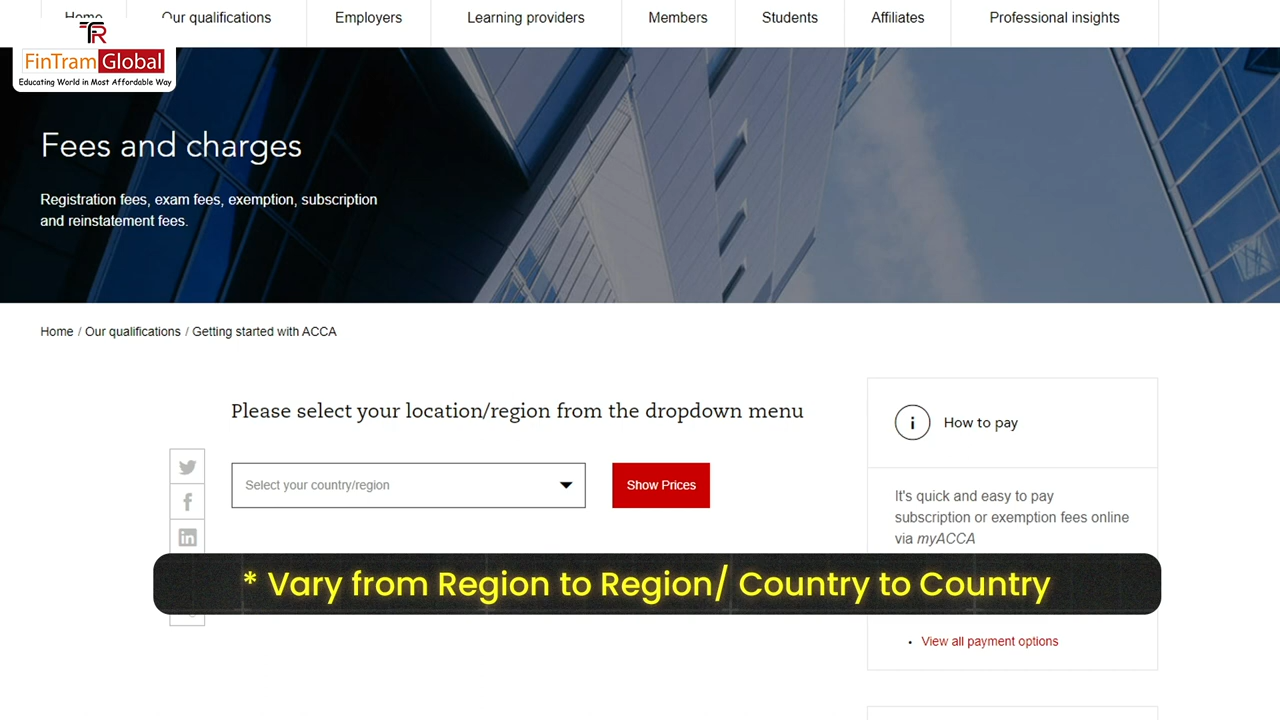 Home
Our qualifications
Employers
Learning providers
Members
Students
Affiliates
Professional insights
FR
FinTram Global
Educating World in Most Affordable Way
Fees and charges
Registration fees, exam fees, exemption, subscription
and reinstatement fees.
Home / Our qualifications / Getting started with ACCA
Please select your location/region from the dropdown menu
Select your country/region
Show Prices
i
How to pay
It's quick and easy to pay
subscription or exemption fees online
via myACCA
f
in
* Vary from Region to Region/ Country to Country
• View all payment options